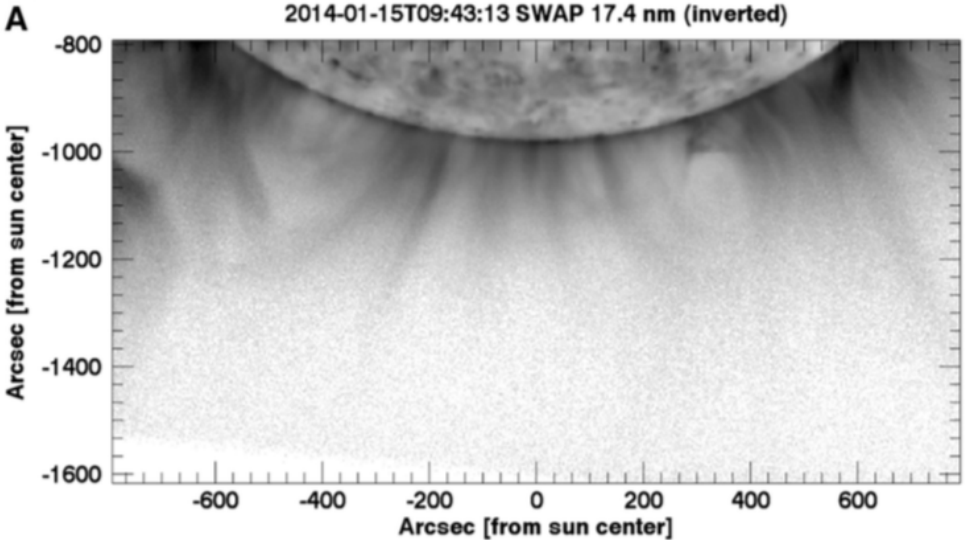 A
2014-01-15T09:43:13 SWAP 17.4 nm (inverted)
-800
-1000
-1200
-1400
-1600
Arcsec [from sun center]
-600 -400 -200 0 200 400 600
Arcsec [from sun center]